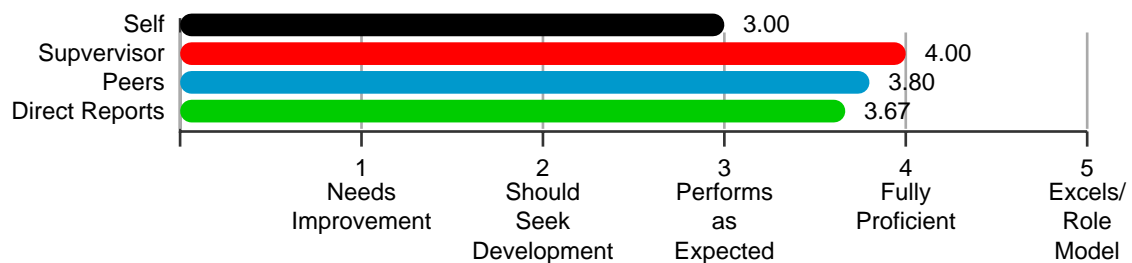 Self 3.00
Supvervisor 4.00
Peers 3.80
Direct Reports 3.67
1 2 3 4 5
Needs Should Performs Fully Excels/
Improvement Seek as Proficient Role
Development Expected Model